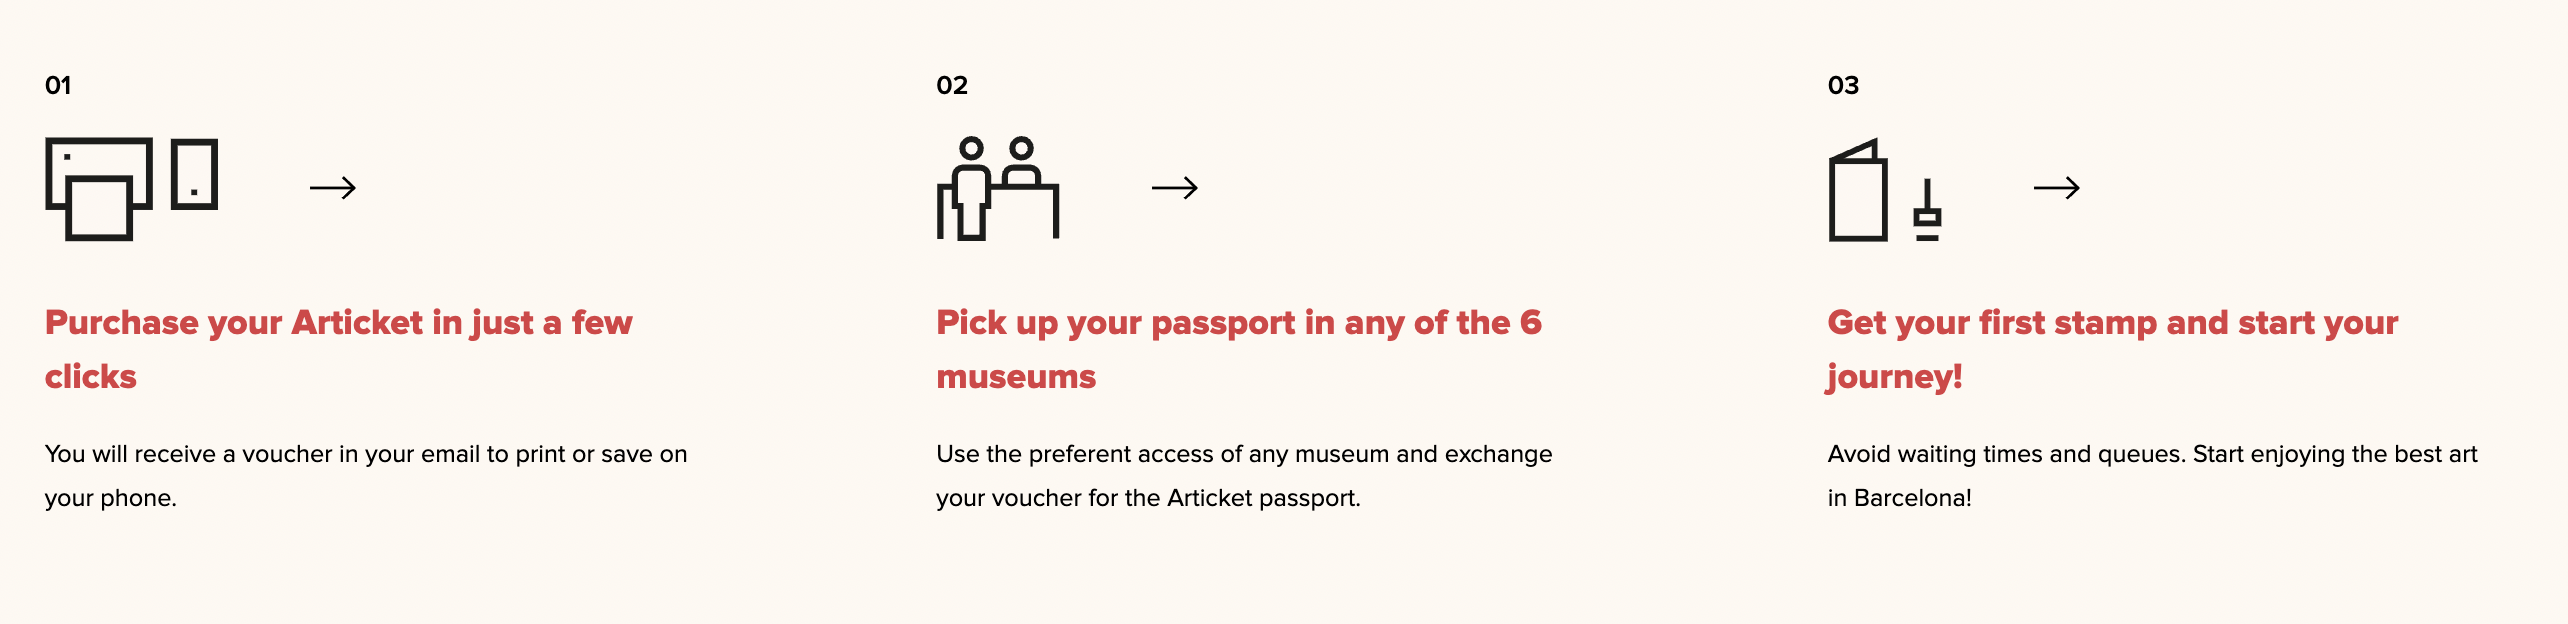 01
Purchase your Articket in just a few
clicks
You will receive a voucher in your email to print or save on
your phone.
02
Pick up your passport in any of the 6
museums
Use the preferent access of any museum and exchange
your voucher for the Articket passport.
03
Get your first stamp and start your
journey!
Avoid waiting times and queues. Start enjoying the best art
in Barcelona!